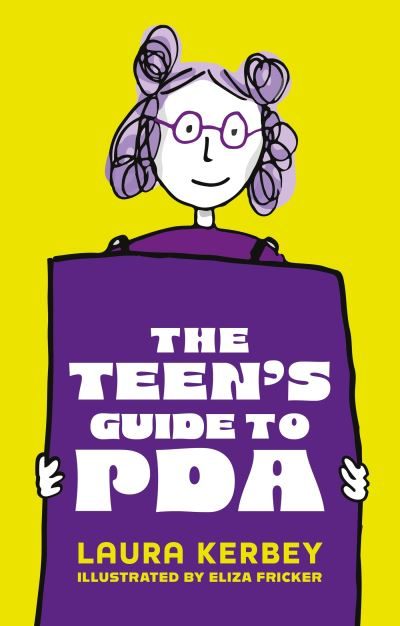 THE
TEEN'S
GUIDE TO
PDA
LAURA KERBEY
ILLUSTRATED BY ELIZA FRICKER